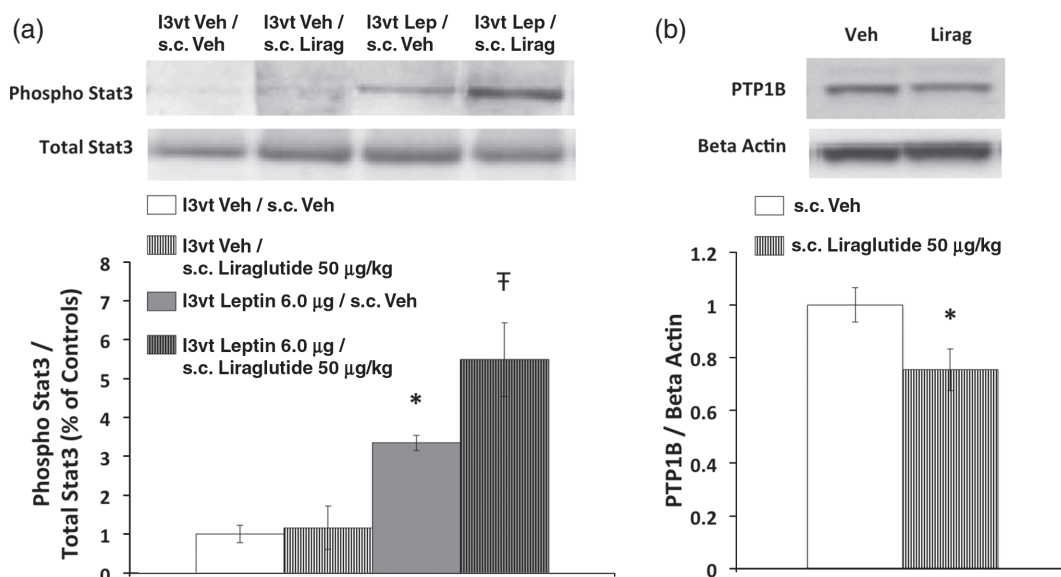 (a)
I3vt Veh / s.c. Veh
I3vt Veh / s.c. Lirag
I3vt Lep / s.c. Veh
I3vt Lep / s.c. Lirag
Phospho Stat3
Total Stat3
I3vt Veh / s.c. Veh
I3vt Veh /
s.c. Liraglutide 50 μg/kg
I3vt Leptin 6.0 μg / s.c. Veh
I3vt Leptin 6.0 μg /
s.c. Liraglutide 50 μg/kg
Phospho Stat3 /
Total Stat3 (% of Controls)
8
7
6
5
4
3
2
1
0
*
Ŧ
(b)
Veh
Lirag
PTP1B
Beta Actin
s.c. Veh
s.c. Liraglutide 50 μg/kg
PTP1B / Beta Actin
1.2
1
0.8
0.6
0.4
0.2
0
*